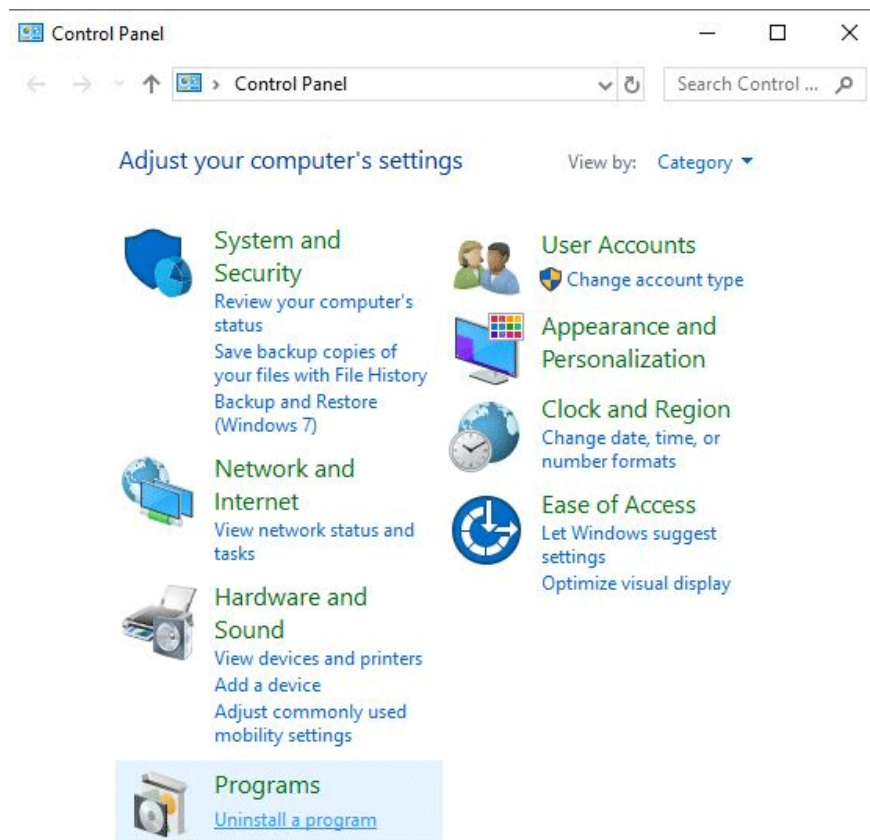 Control Panel
Control Panel
Search Control ...
Adjust your computer's settings
View by: Category
System and
Security
Review your computer's
status
Save backup copies of
your files with File History
Backup and Restore
(Windows 7)
Network and
Internet
View network status and
tasks
Hardware and
Sound
View devices and printers
Add a device
Adjust commonly used
mobility settings
Programs
Uninstall a program
User Accounts
Change account type
Appearance and
Personalization
Clock and Region
Change date, time, or
number formats
Ease of Access
Let Windows suggest
settings
Optimize visual display